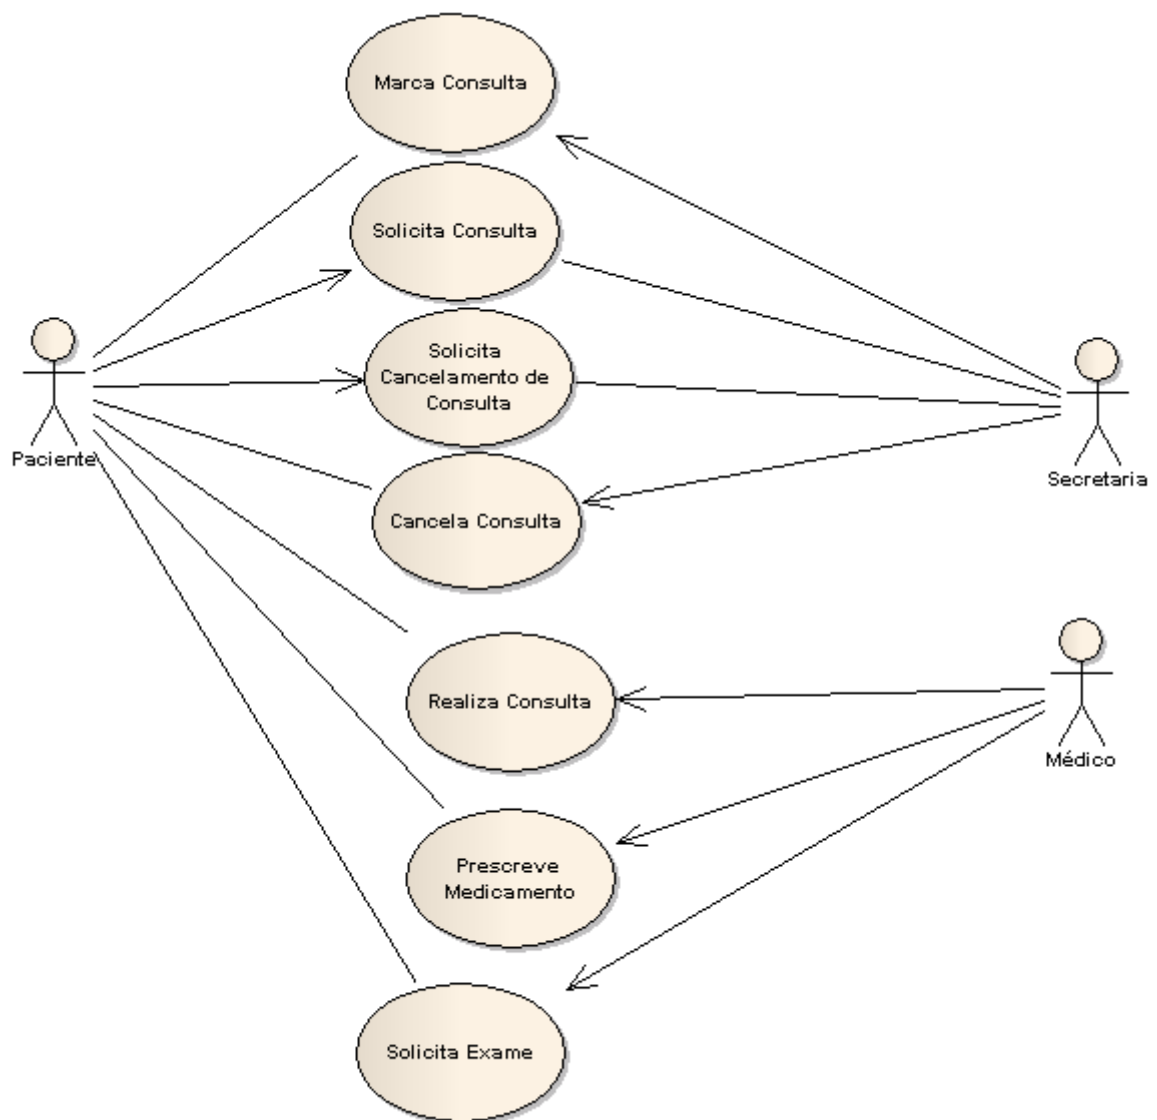 Marca Consulta
Solicita Consulta
Solicita
Cancelamento de
Consulta
Paciente
Secretaria
Cancela Consulta
Realiza Consulta
Médico
Prescreve
Medicamento
Solicita Exame